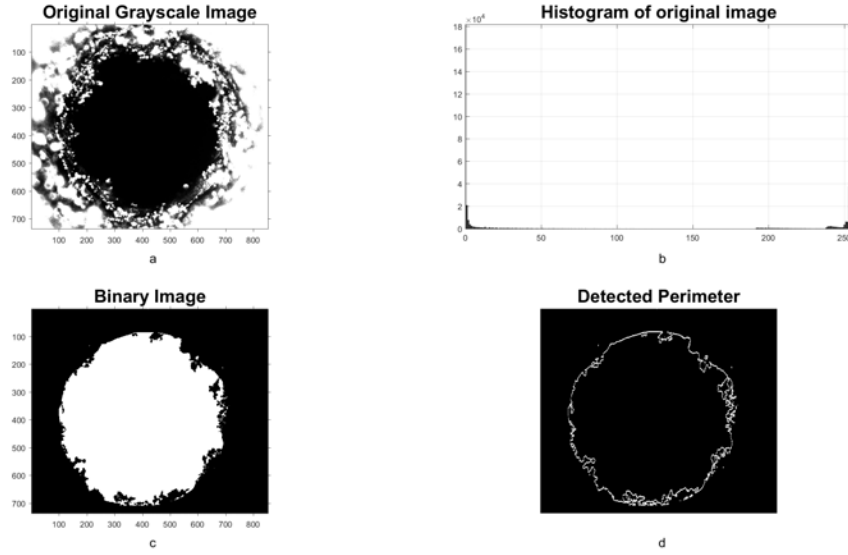 Original Grayscale Image
100
200
300
400
500
600
700
100 200 300 400 500 600 700 800
a
Histogram of original image
×10⁴
18
16
14
12
10
8
6
4
2
0
0 50 100 150 200 250
b
Binary Image
100
200
300
400
500
600
700
100 200 300 400 500 600 700 800
c
Detected Perimeter
d